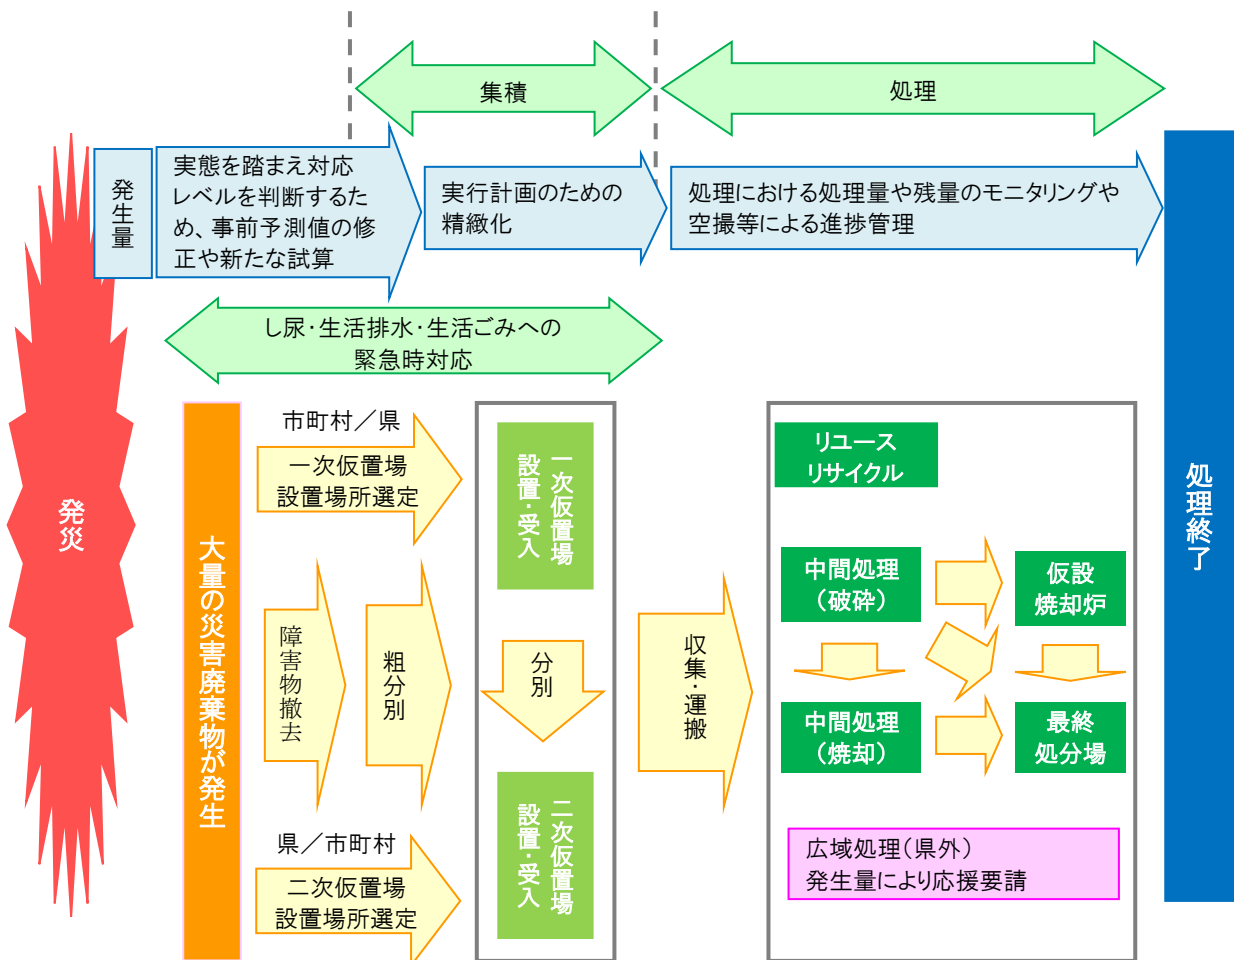 集積
処理
発生量
実態を踏まえ対応
レベルを判断するた
め、事前予測値の修
正や新たな試算
実行計画のための
精緻化
処理における処理量や残量のモニタリングや
空撮等による進捗管理
し尿・生活排水・生活ごみへの
緊急時対応
発災
大量の災害廃棄物が発生
市町村／県
一次仮置場
設置場所選定
障害物撤去
粗分別
県／市町村
二次仮置場
設置場所選定
一次仮置場
設置・受入
分別
二次仮置場
設置・受入
収集・運搬
リユース
リサイクル
中間処理
（破砕）
仮設
焼却炉
中間処理
（焼却）
最終
処分場
広域処理（県外）
発生量により応援要請
処理終了